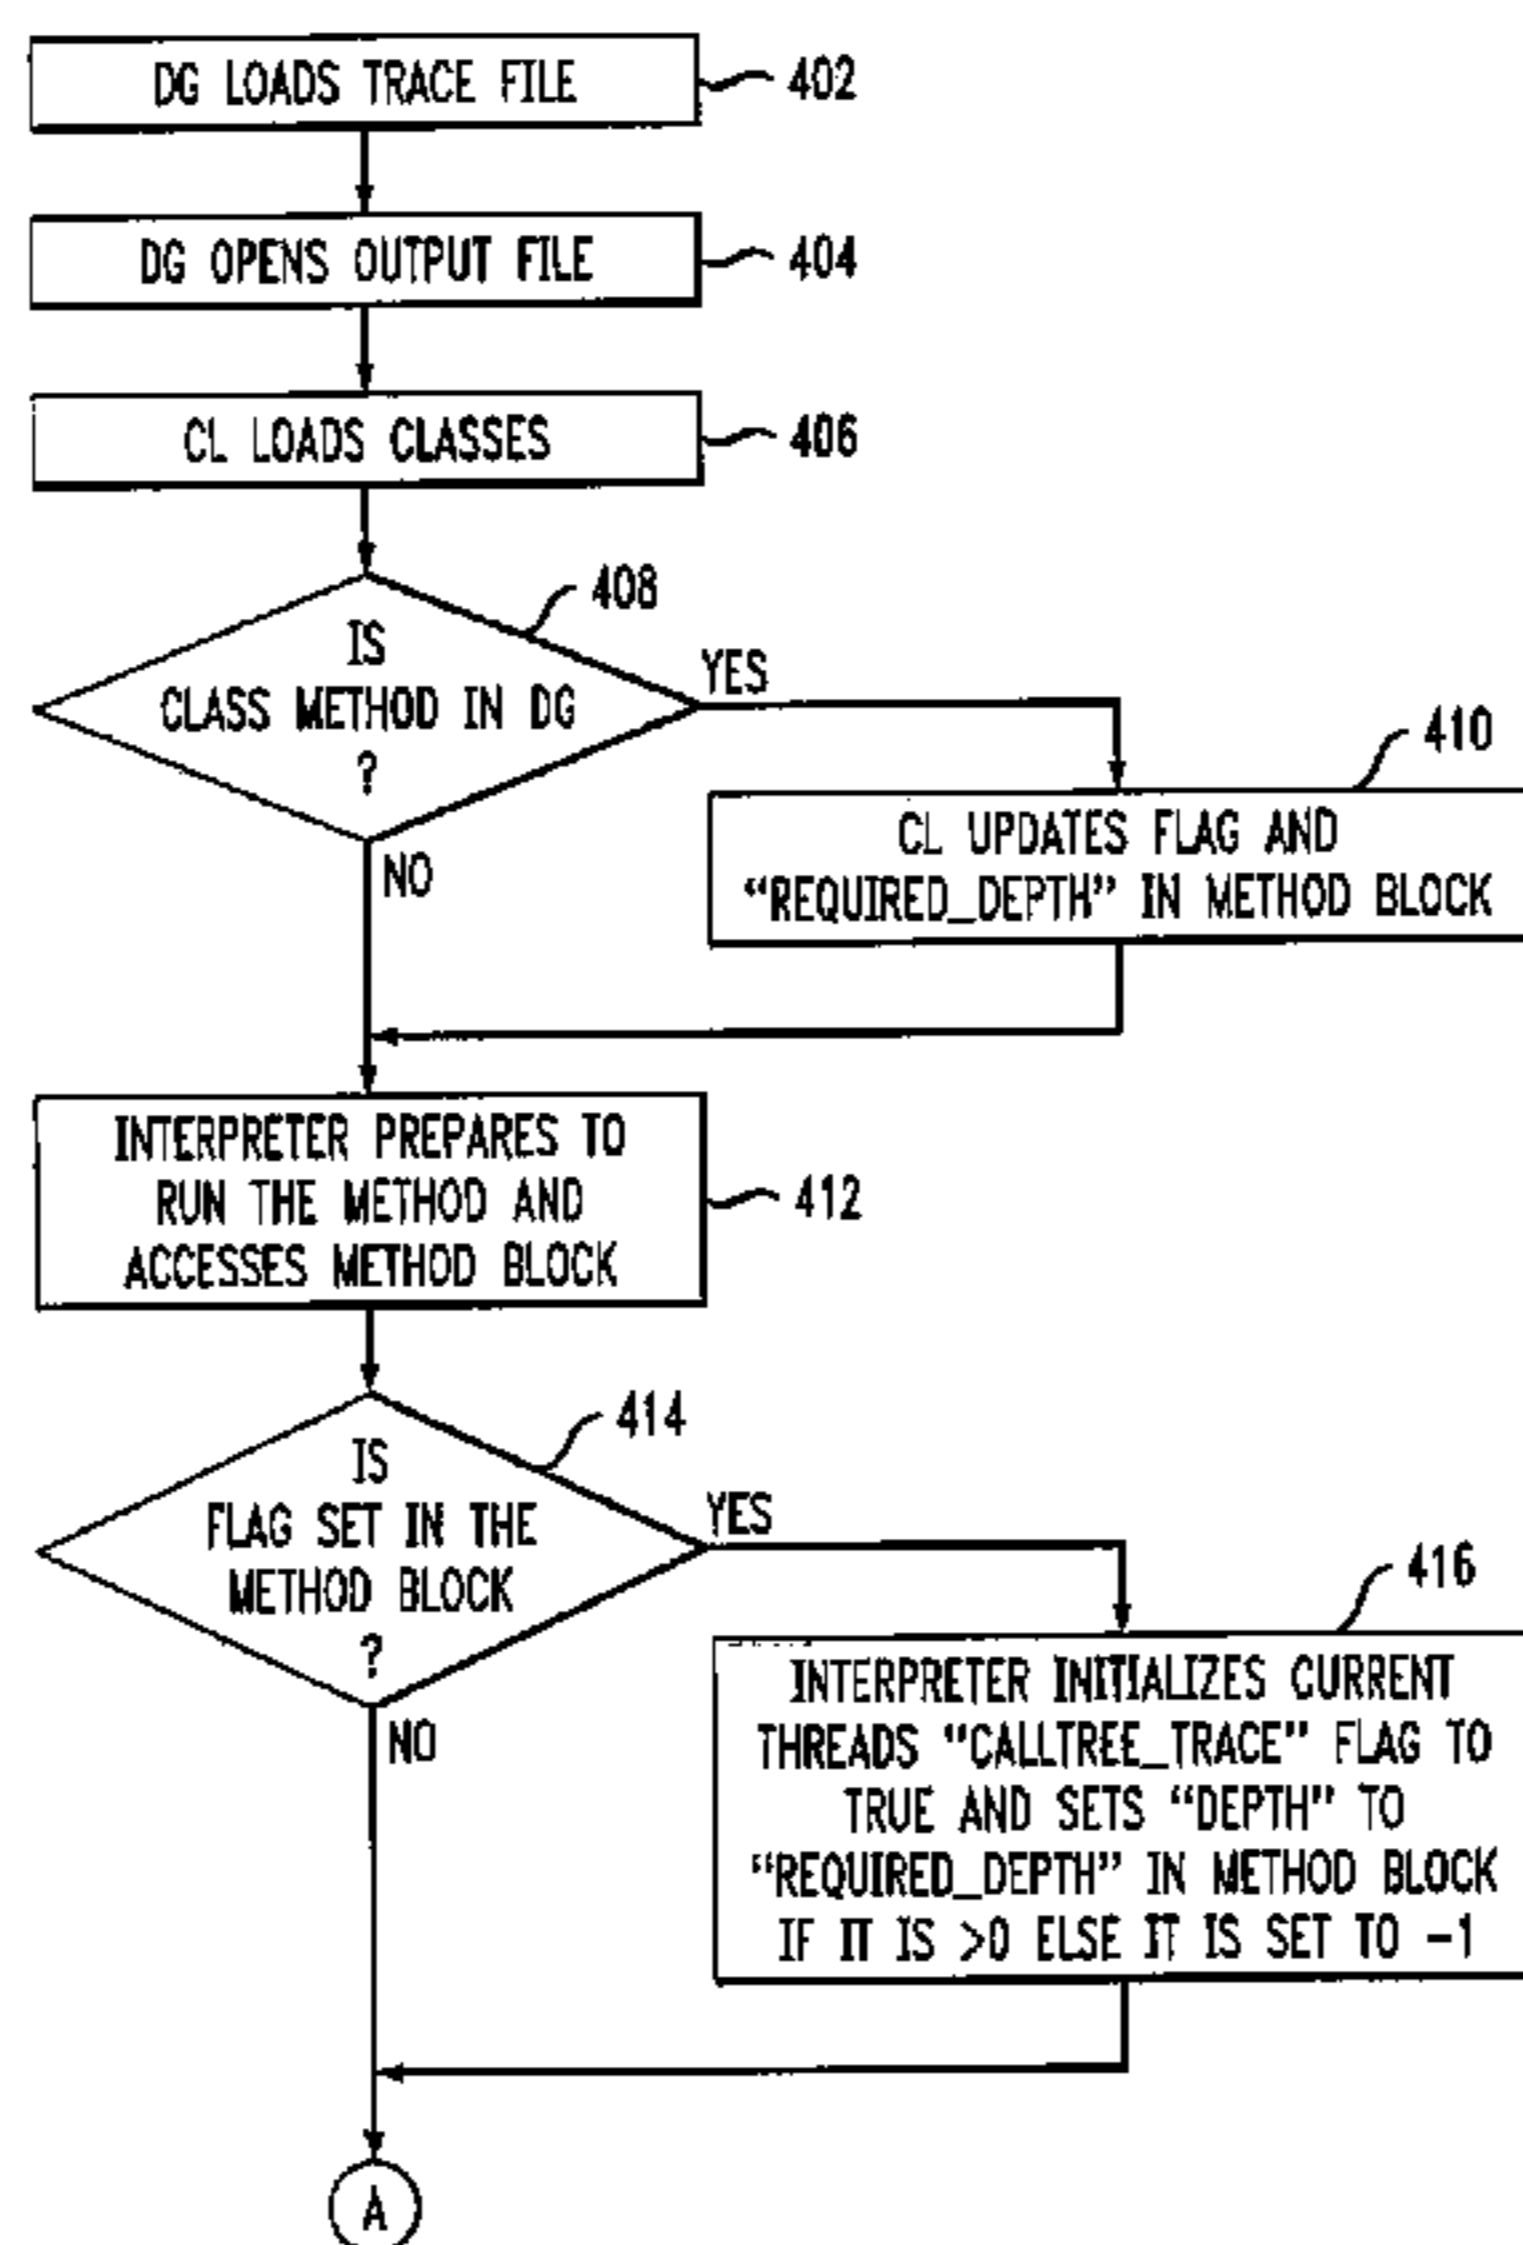 DG LOADS TRACE FILE
402
DG OPENS OUTPUT FILE
404
CL LOADS CLASSES
406
408
IS
CLASS METHOD IN DG
?
YES
NO
410
CL UPDATES FLAG AND
“REQUIRED_DEPTH” IN METHOD BLOCK
INTERPRETER PREPARES TO
RUN THE METHOD AND
ACCESSES METHOD BLOCK
412
414
IS
FLAG SET IN THE
METHOD BLOCK
?
YES
NO
416
INTERPRETER INITIALIZES CURRENT
THREADS “CALLTREE_TRACE” FLAG TO
TRUE AND SETS “DEPTH” TO
“REQUIRED_DEPTH” IN METHOD BLOCK
IF IT IS >0 ELSE IT IS SET TO -1
A